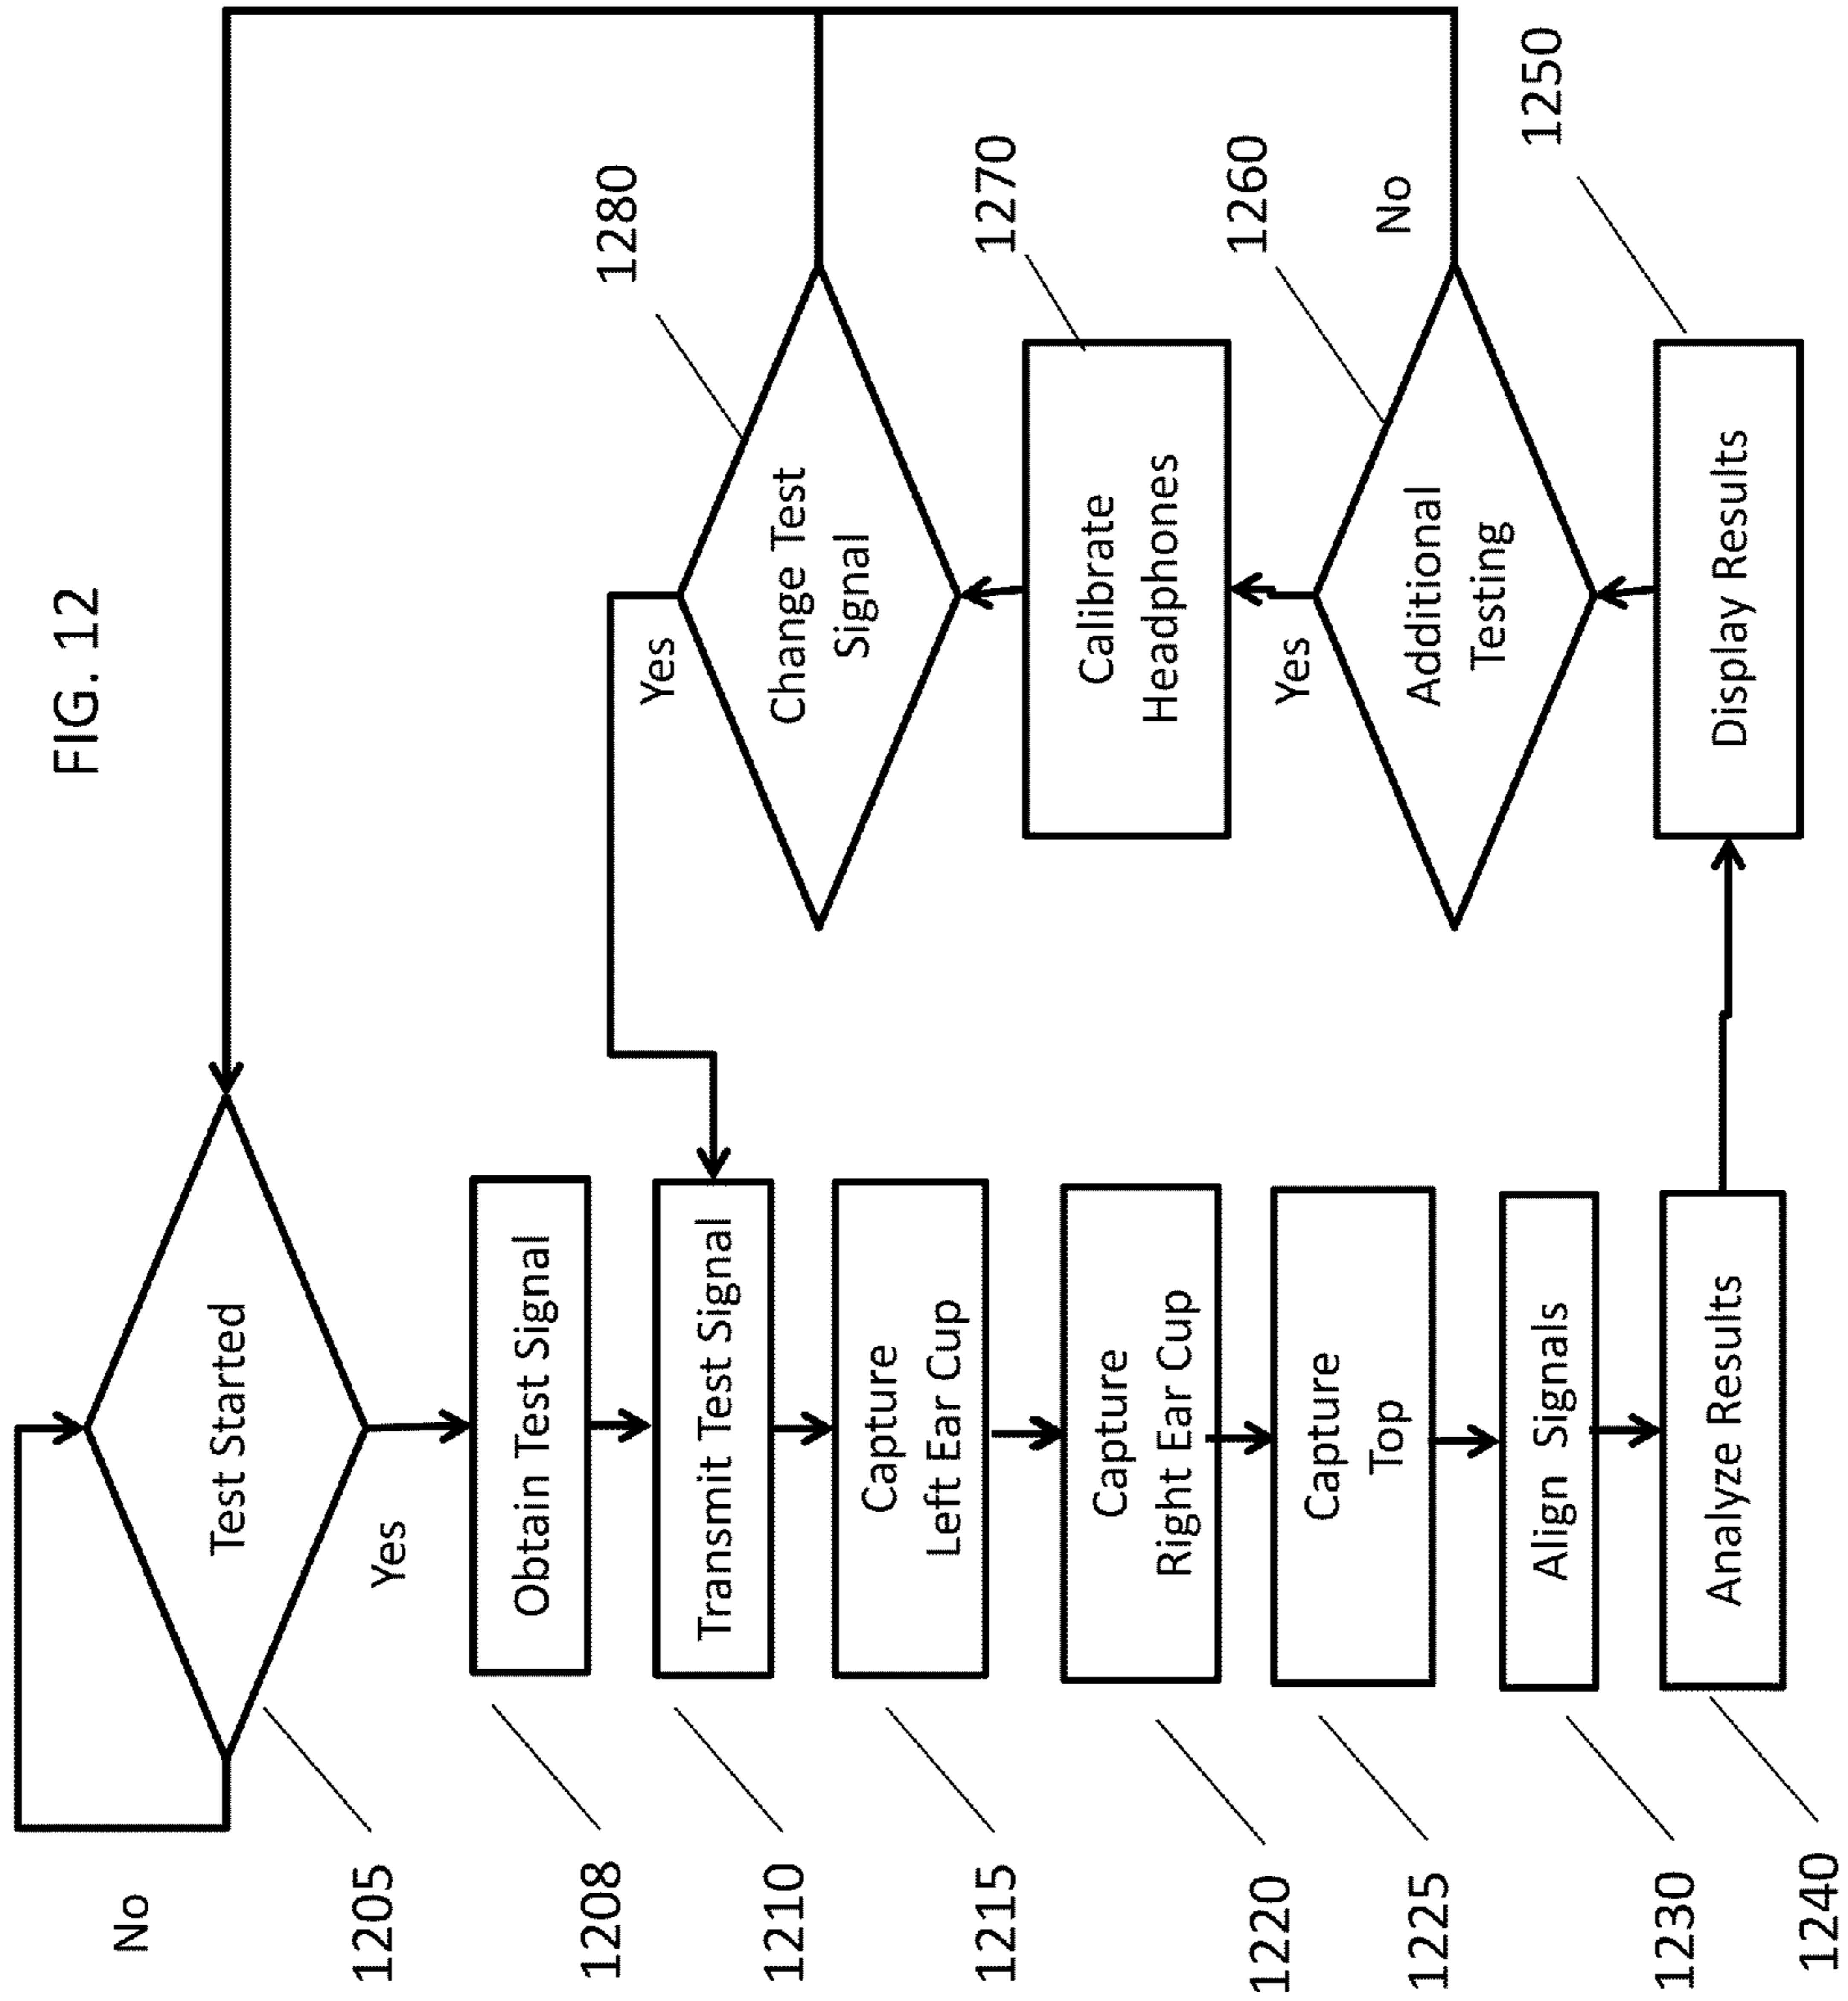 FIG. 12
No
Test Started
1205
Yes
Obtain Test Signal
1208
Transmit Test Signal
1210
Capture
Left Ear Cup
1215
Capture
Right Ear Cup
1220
Capture
Top
1225
Align Signals
1230
Analyze Results
1240
Yes
1280
Change Test
Signal
Calibrate
Headphones
1270
Yes
1260
Additional
Testing
No
Display Results
1250